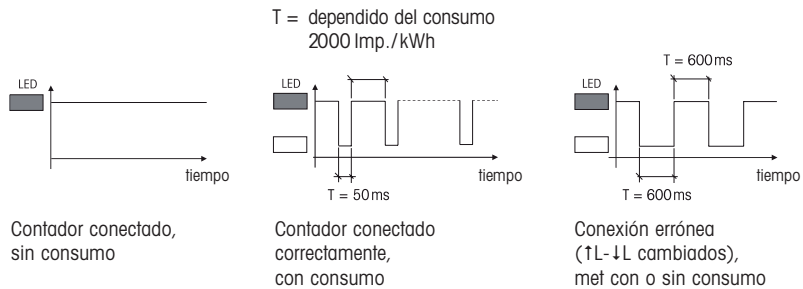 T = dependido del consumo
2000 Imp./kWh
T = 600 ms
LED
LED
LED
tiempo
tiempo
tiempo
T = 50 ms
T = 600 ms
Contador conectado,
sin consumo
Contador conectado
correctamente,
con consumo
Conexión errónea
(↑L-↓L cambiados),
met con o sin consumo